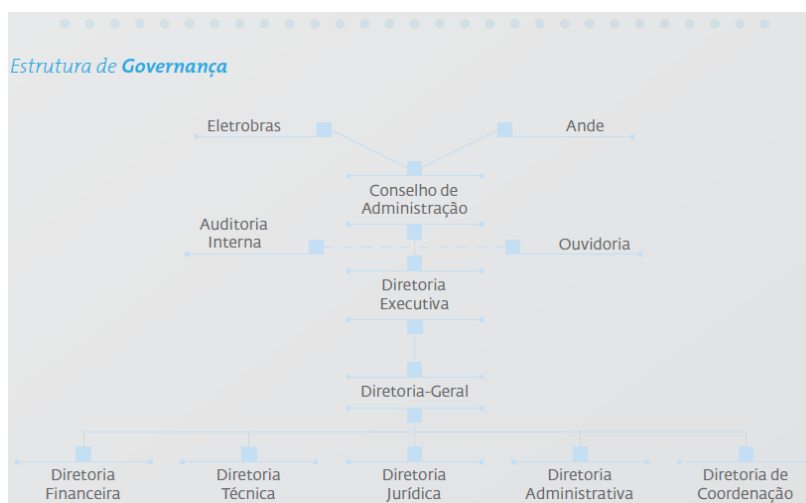 Estrutura de Governança
Eletrobras
Ande
Conselho de
Administração
Auditoria
Interna
Ouvidoria
Diretoria
Executiva
Diretoria-Geral
Diretoria
Financeira
Diretoria
Técnica
Diretoria
Jurídica
Diretoria
Administrativa
Diretoria de
Coordenação